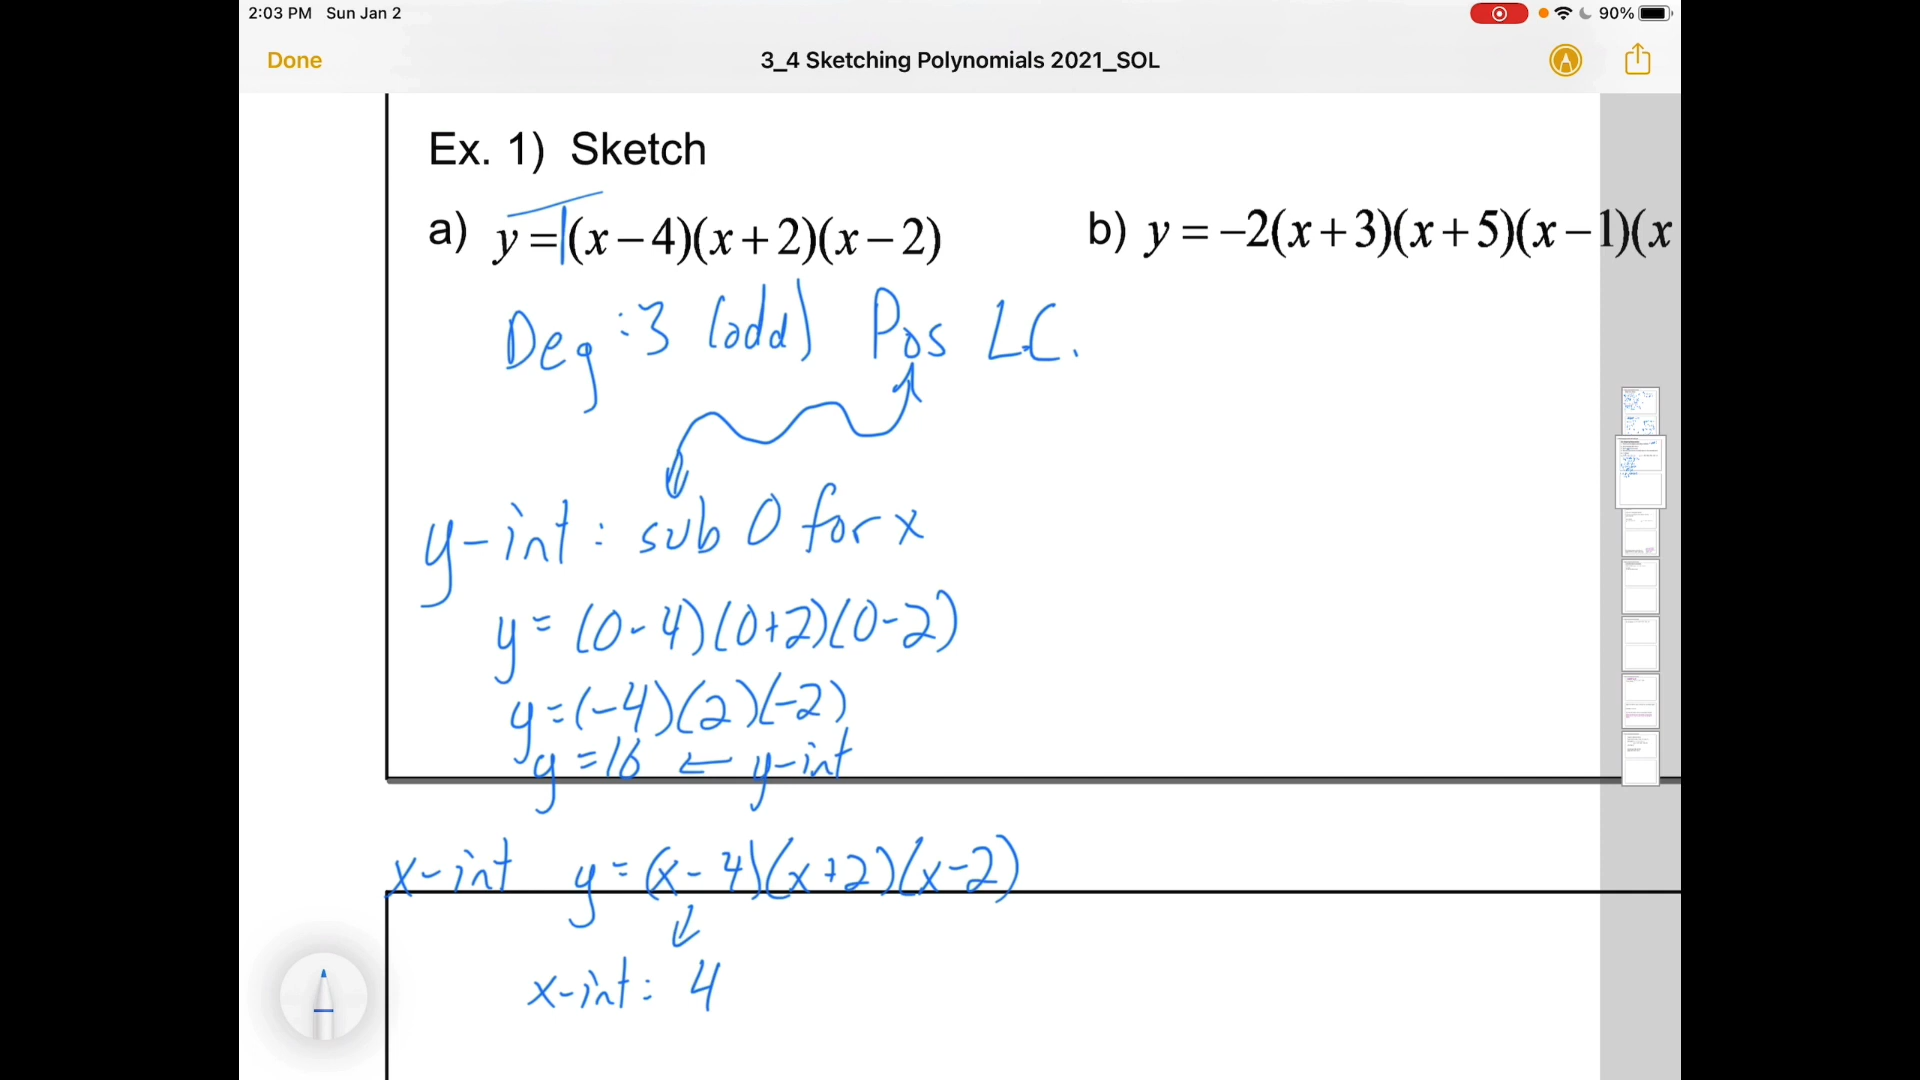 2:03 PM Sun Jan 2
90%
Done
3_4 Sketching Polynomials 2021_SOL
Ex. 1) Sketch
a) y=1(x−4)(x+2)(x−2)
b) y=−2(x+3)(x+5)(x−1)(x
Deg:3 (odd) Pos LC.
y-int: sub 0 for x
y=(0-4)(0+2)(0-2)
y=(-4)(2)(-2)
y=16 ← y-int
x-int y=(x-4)(x+2)(x-2)
x-int: 4